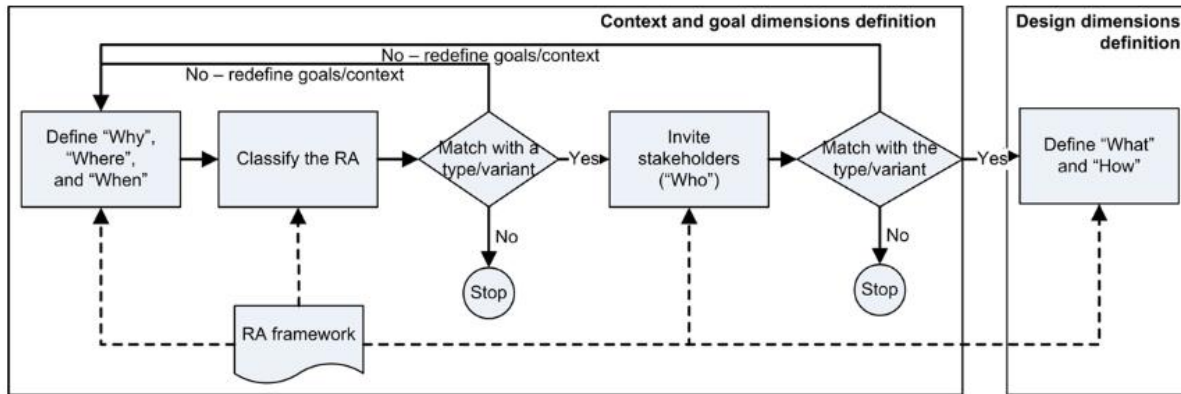 Context and goal dimensions definition
Design dimensions
definition
No – redefine goals/context
No – redefine goals/context
Define “Why”,
“Where”,
and “When”
Classify the RA
Match with a
type/variant
Yes
Invite
stakeholders
(“Who”)
Match with the
type/variant
Yes
Define “What”
and “How”
No
No
Stop
Stop
RA framework